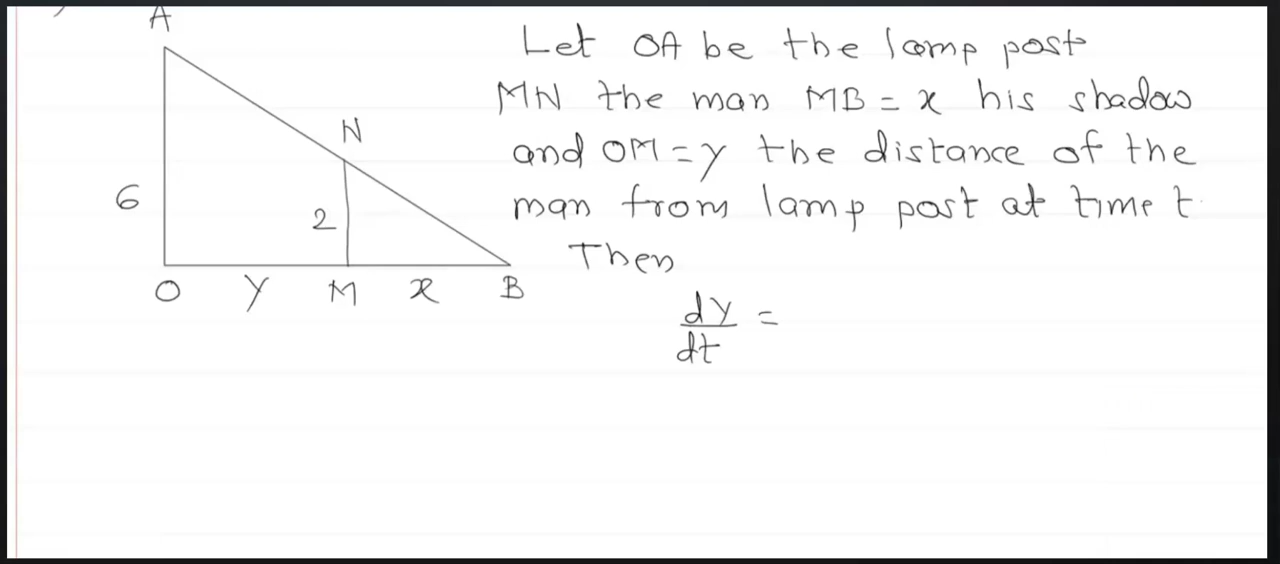 A
Let OA be the lamp post
MN the man MB = x his shadow
N
and OM = y the distance of the
6
2
man from lamp post at time t
Then
O y M x B
dy/dt =